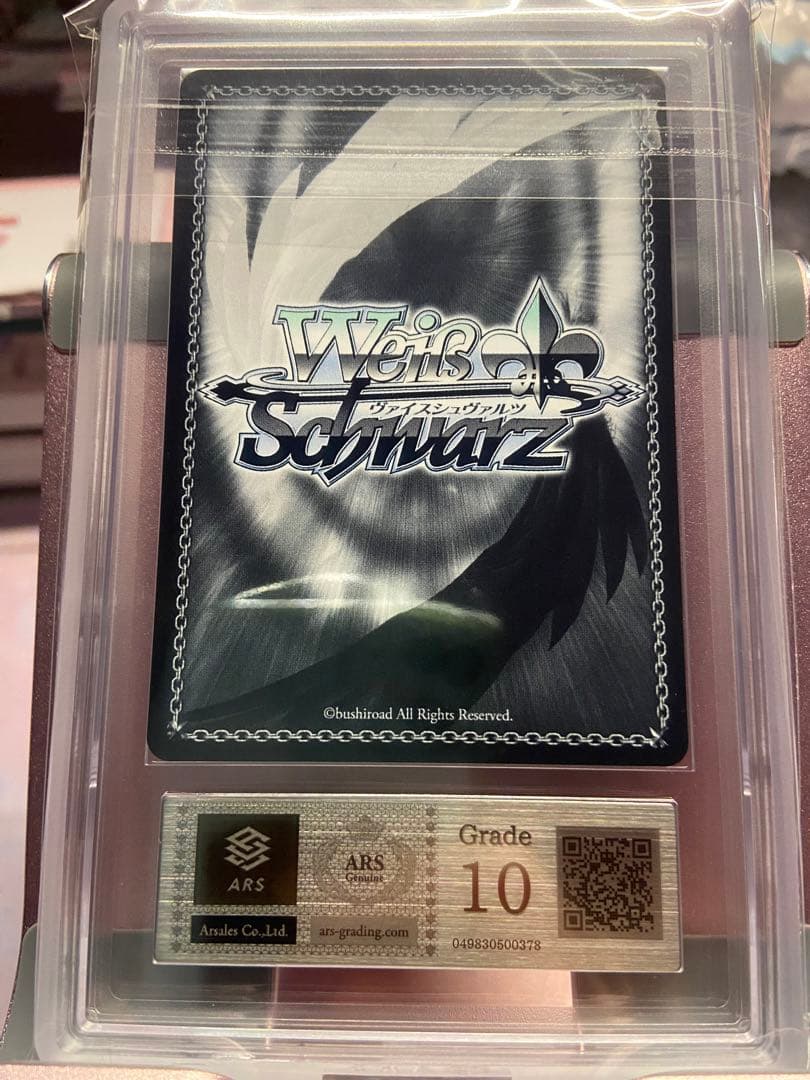 Weiß
ヴァイスシュヴァルツ
Schwarz
©bushiroad All Rights Reserved.
ARS
Arsales Co.,Ltd.
ARS
Genuine
ars-grading.com
Grade
10
049830500378